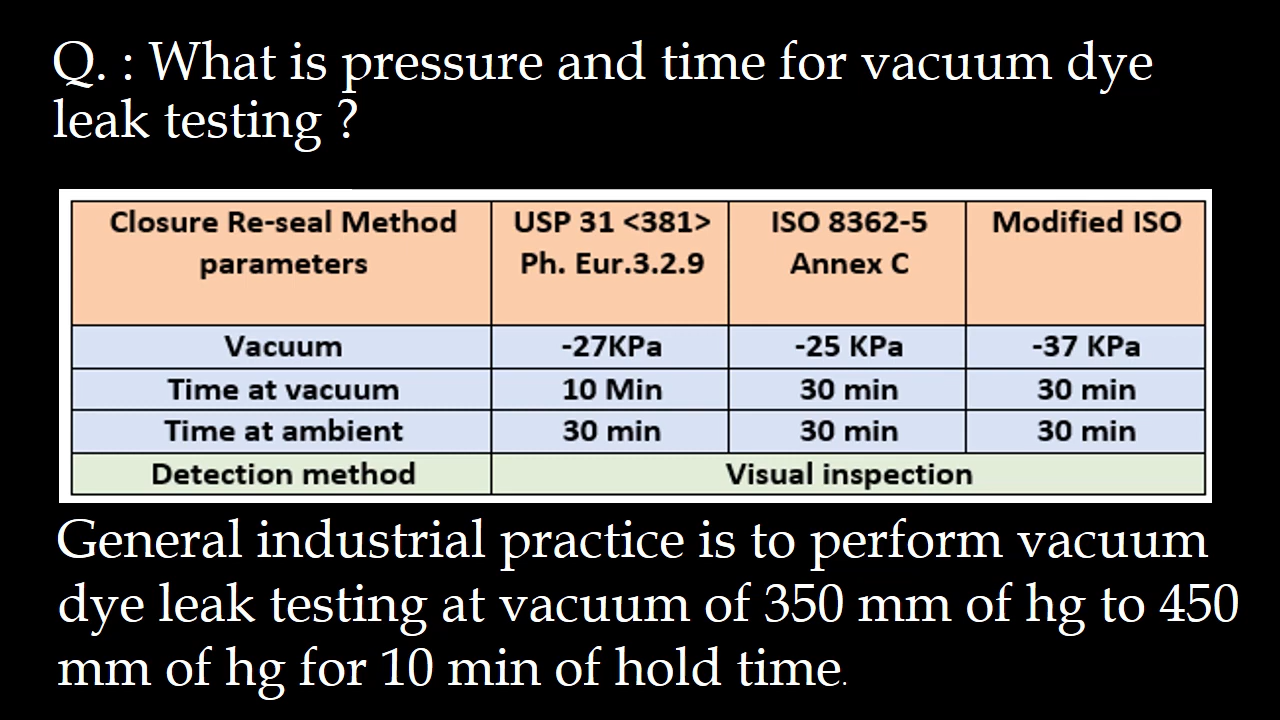 Q. : What is pressure and time for vacuum dye
leak testing ?
Closure Re-seal Method parameters USP 31 <381> Ph. Eur.3.2.9 ISO 8362-5 Annex C Modified ISO
Vacuum -27KPa -25 KPa -37 KPa
Time at vacuum 10 Min 30 min 30 min
Time at ambient 30 min 30 min 30 min
Detection method Visual inspection
General industrial practice is to perform vacuum
dye leak testing at vacuum of 350 mm of hg to 450
mm of hg for 10 min of hold time.